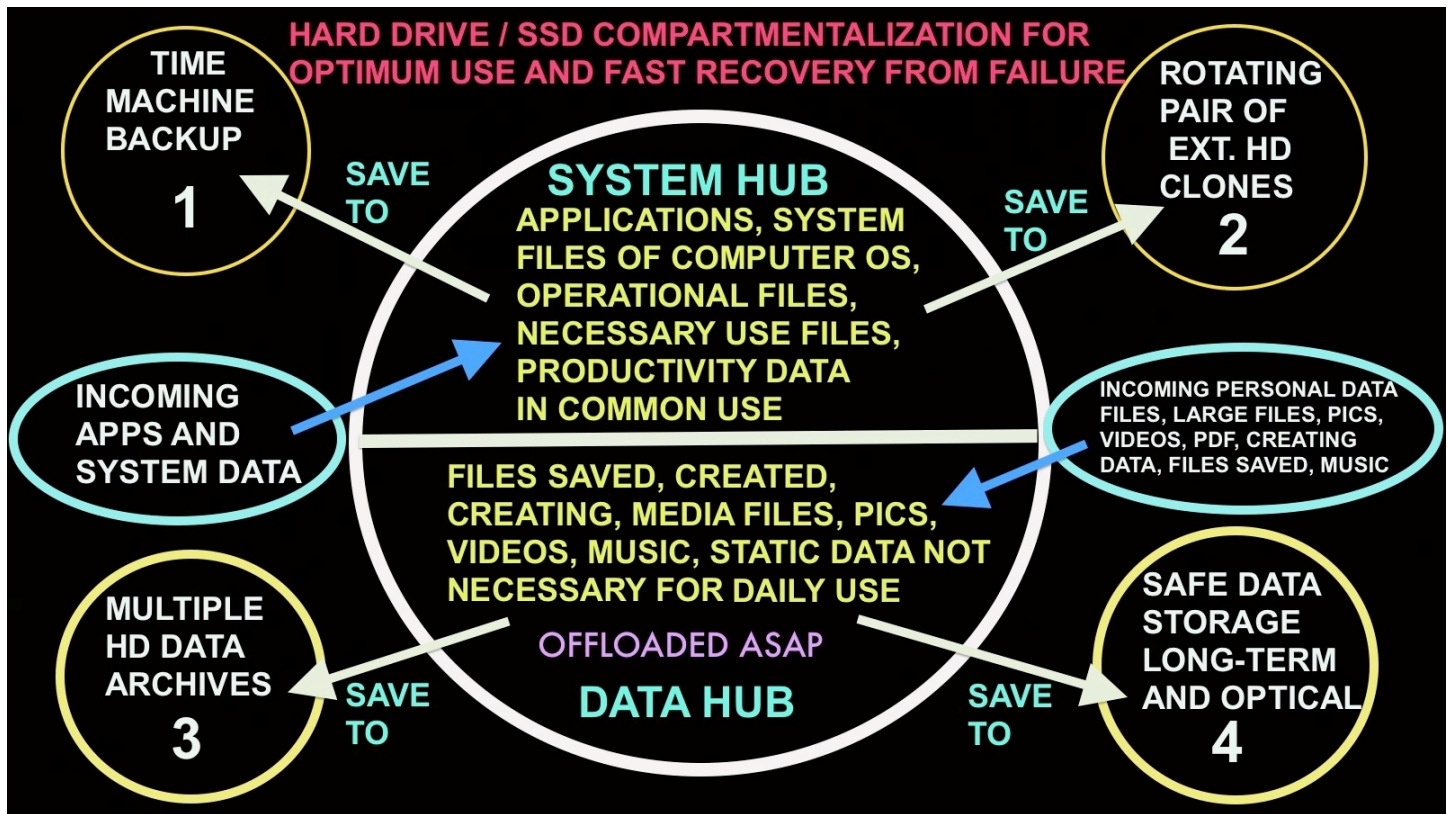 HARD DRIVE / SSD COMPARTMENTALIZATION FOR
OPTIMUM USE AND FAST RECOVERY FROM FAILURE
TIME
MACHINE
BACKUP
1
SAVE
TO
ROTATING
PAIR OF
EXT. HD
CLONES
2
SAVE
TO
SYSTEM HUB
APPLICATIONS, SYSTEM
FILES OF COMPUTER OS,
OPERATIONAL FILES,
NECESSARY USE FILES,
PRODUCTIVITY DATA
IN COMMON USE
INCOMING
APPS AND
SYSTEM DATA
INCOMING PERSONAL DATA
FILES, LARGE FILES, PICS,
VIDEOS, PDF, CREATING
DATA, FILES SAVED, MUSIC
FILES SAVED, CREATED,
CREATING, MEDIA FILES, PICS,
VIDEOS, MUSIC, STATIC DATA NOT
NECESSARY FOR DAILY USE
OFFLOADED ASAP
DATA HUB
MULTIPLE
HD DATA
ARCHIVES
3
SAVE
TO
SAFE DATA
STORAGE
LONG-TERM
AND OPTICAL
4
SAVE
TO